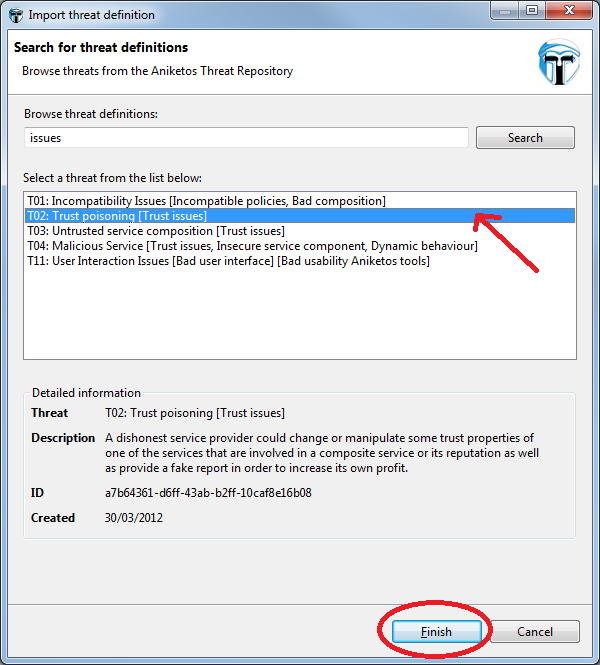 Import threat definition
Search for threat definitions
Browse threats from the Aniketos Threat Repository
Browse threat definitions:
issues
Search
Select a threat from the list below:
T01: Incompatibility Issues [Incompatible policies, Bad composition]
T02: Trust poisoning [Trust issues]
T03: Untrusted service composition [Trust issues]
T04: Malicious Service [Trust issues, Insecure service component, Dynamic behaviour]
T11: User Interaction Issues [Bad user interface] [Bad usability Aniketos tools]
Detailed information
Threat T02: Trust poisoning [Trust issues]
Description A dishonest service provider could change or manipulate some trust properties of
one of the services that are involved in a composite service or its reputation as well
as provide a fake report in order to increase its own profit.
ID a7b64361-d6ff-43ab-b2ff-10caf8e16b08
Created 30/03/2012
Finish Cancel